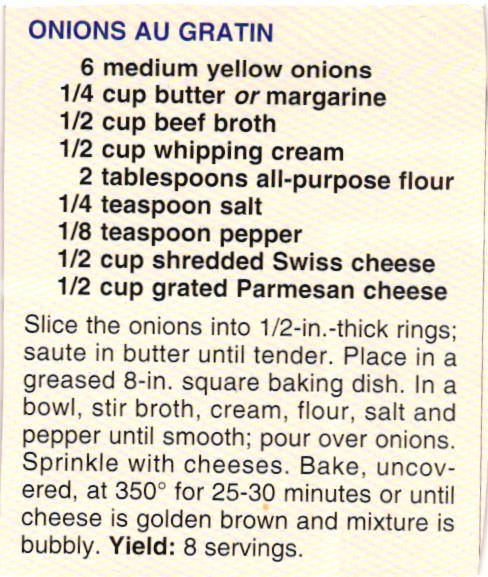 ONIONS AU GRATIN
6 medium yellow onions
1/4 cup butter or margarine
1/2 cup beef broth
1/2 cup whipping cream
2 tablespoons all-purpose flour
1/4 teaspoon salt
1/8 teaspoon pepper
1/2 cup shredded Swiss cheese
1/2 cup grated Parmesan cheese
Slice the onions into 1/2-in.-thick rings;
saute in butter until tender. Place in a
greased 8-in. square baking dish. In a
bowl, stir broth, cream, flour, salt and
pepper until smooth; pour over onions.
Sprinkle with cheeses. Bake, uncov-
ered, at 350° for 25-30 minutes or until
cheese is golden brown and mixture is
bubbly. Yield: 8 servings.